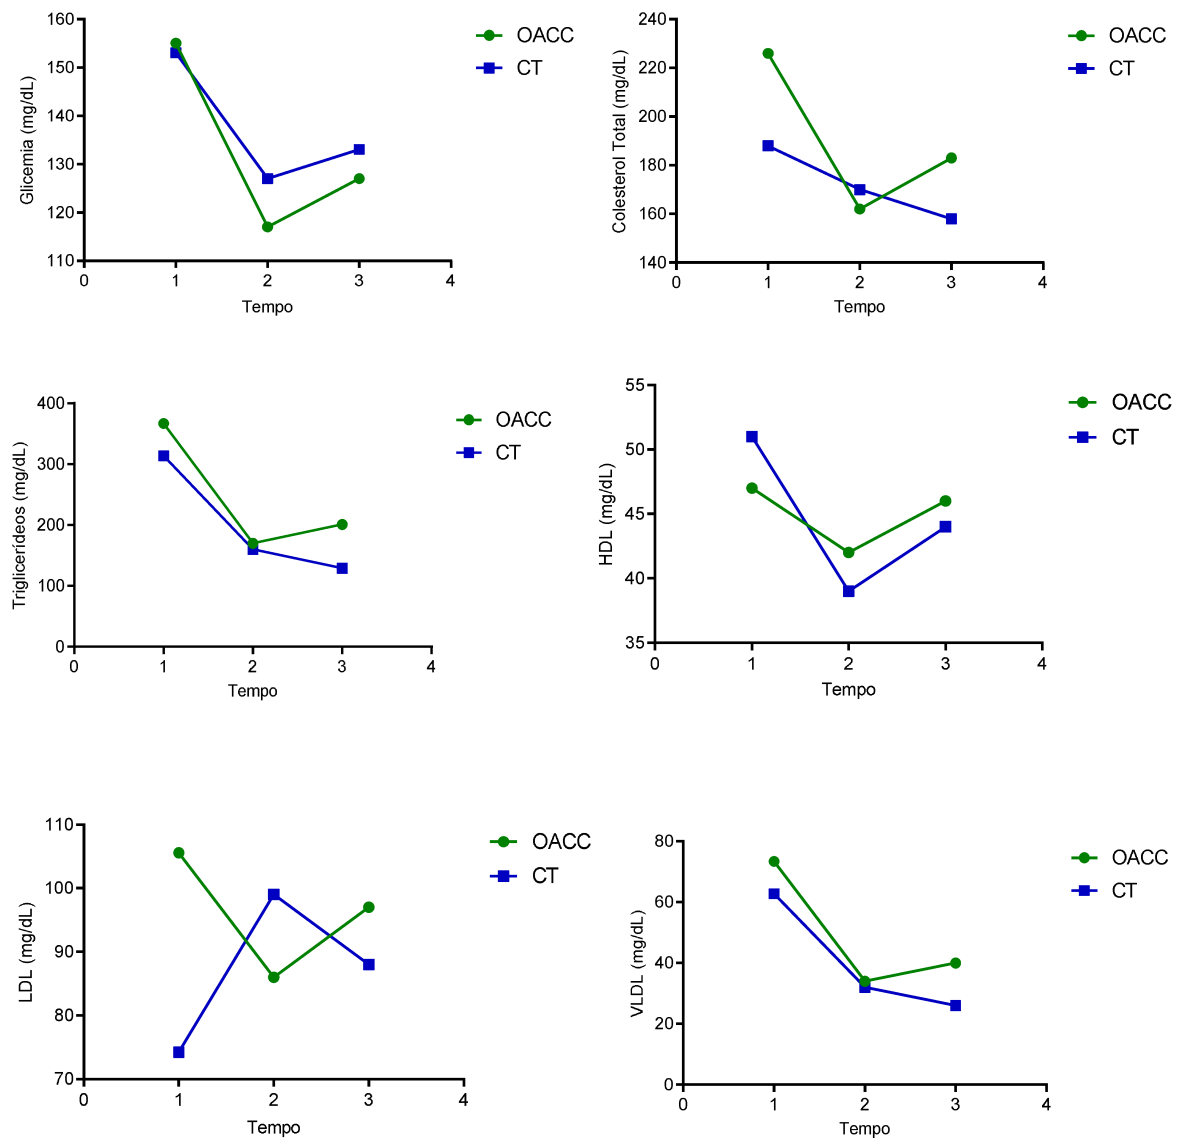 160
150
140
130
120
110
0
1
2
3
4
Glicemia (mg/dL)
Tempo
OACC
CT
240
220
200
180
160
140
0
1
2
3
4
Colesterol Total (mg/dL)
Tempo
OACC
CT
400
300
200
100
0
0
1
2
3
4
Triglicerídeos (mg/dL)
Tempo
OACC
CT
55
50
45
40
35
0
1
2
3
4
HDL (mg/dL)
Tempo
OACC
CT
110
100
90
80
70
0
1
2
3
4
LDL (mg/dL)
Tempo
OACC
CT
80
60
40
20
0
0
1
2
3
4
VLDL (mg/dL)
Tempo
OACC
CT